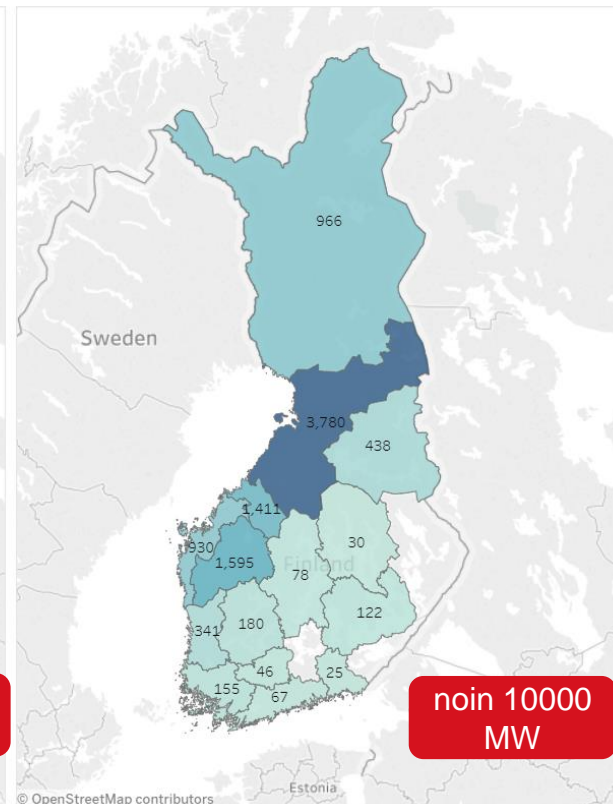 966
Sweden
3,780
438
1,411
930
30
1,595
Finland
78
122
341
180
46
25
155
67
noin 10000
MW
Estonia
© OpenStreetMap contributors